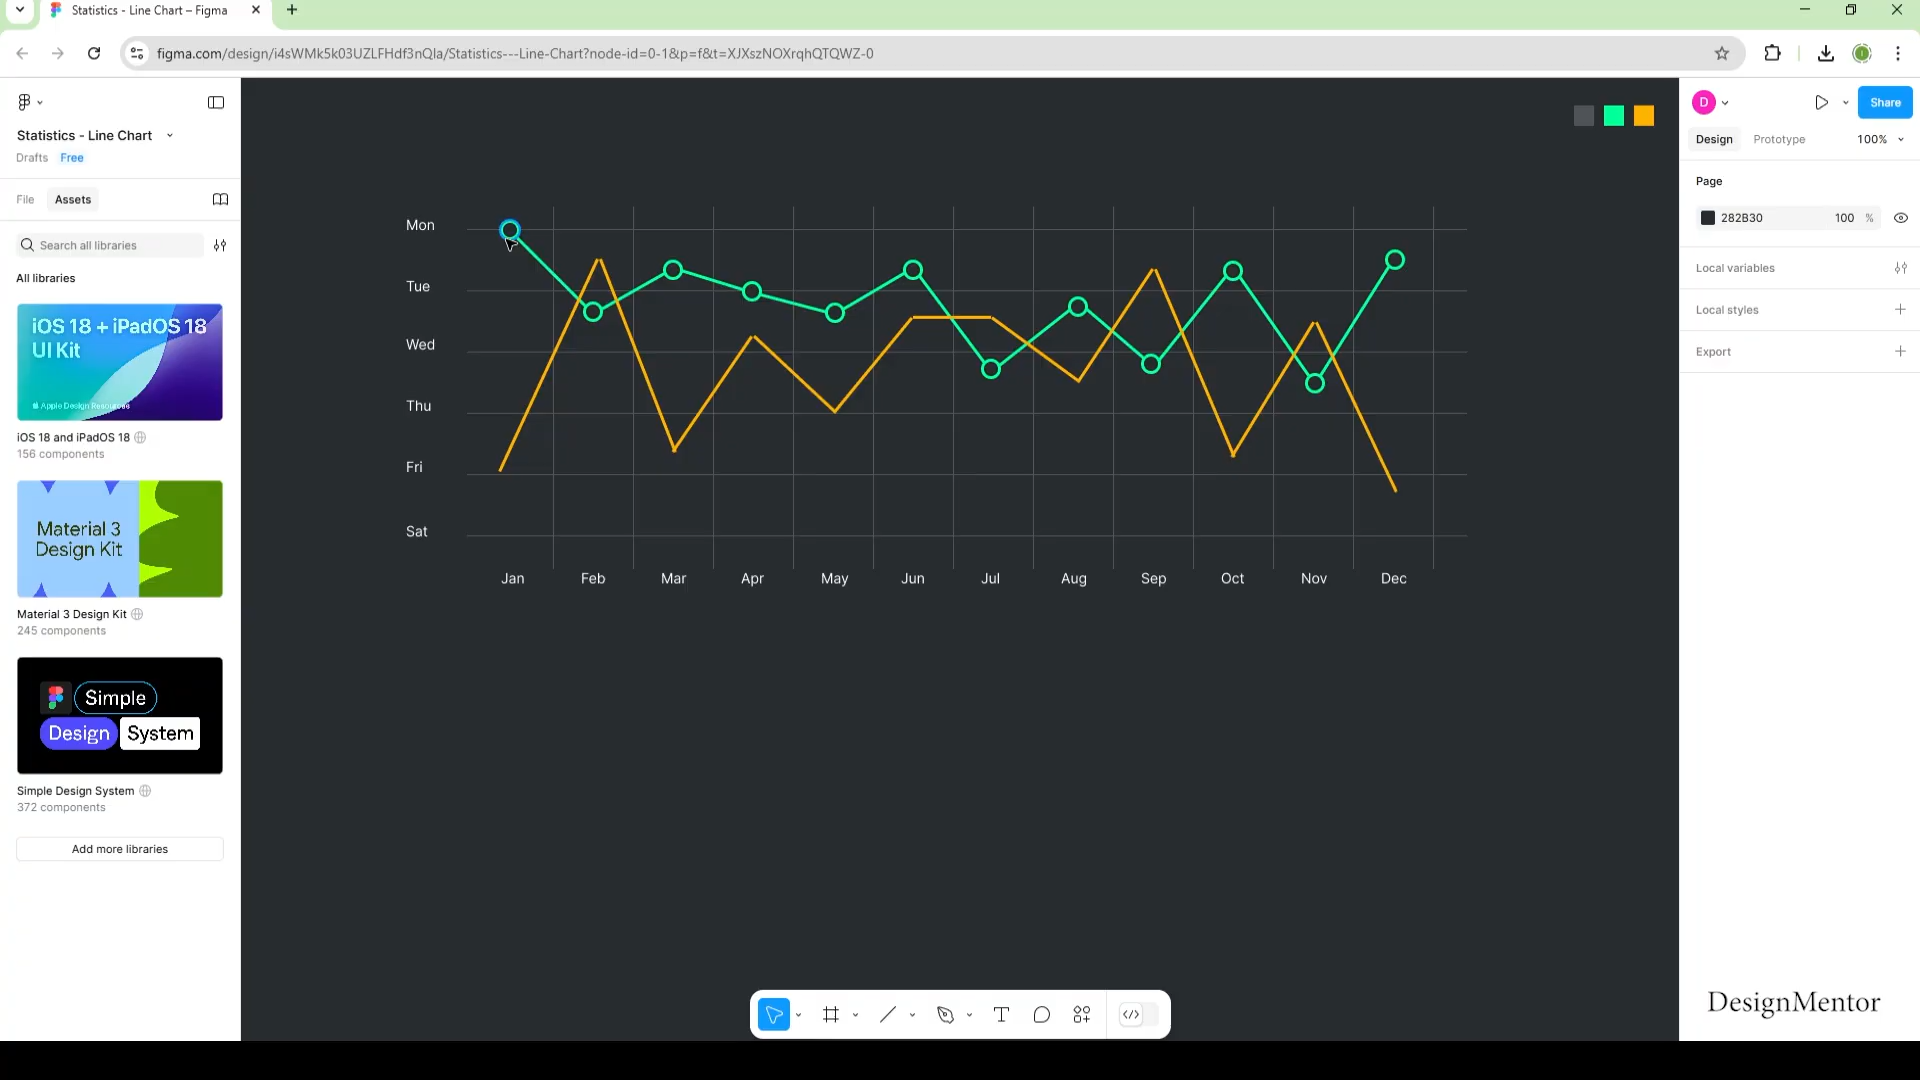 Statistics - Line Chart – Figma
figma.com/design/i4sWMk5k03UZLFHdf3nQla/Statistics---Line-Chart?node-id=0-1&p=f&t=XJXszNOXrqhQTQWZ-0
Statistics - Line Chart
Drafts Free
File Assets
Search all libraries
All libraries
iOS 18 + iPadOS 18
UI Kit
Apple Design Resources
iOS 18 and iPadOS 18
156 components
Material 3
Design Kit
Material 3 Design Kit
245 components
Simple
Design System
Simple Design System
372 components
Add more libraries
Mon
Tue
Wed
Thu
Fri
Sat
Jan Feb Mar Apr May Jun Jul Aug Sep Oct Nov Dec
D Share
Design Prototype 100%
Page
282B30 100 %
Local variables
Local styles
Export
DesignMentor